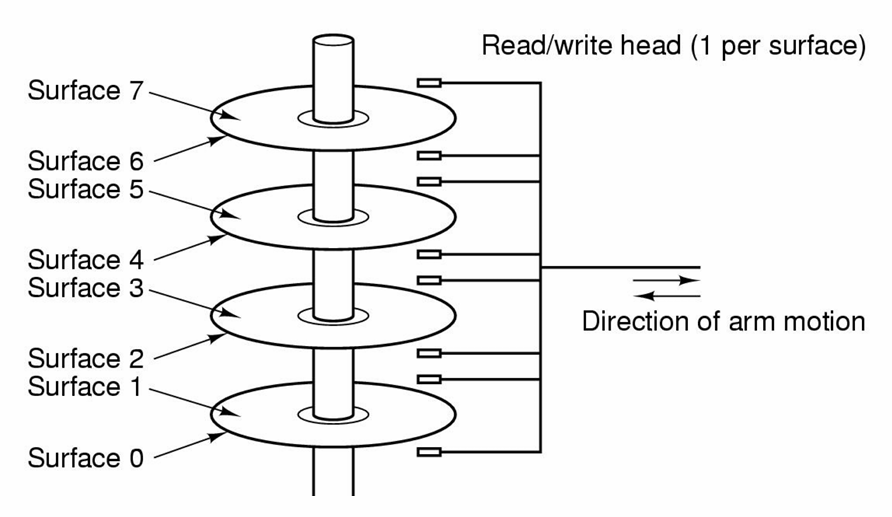 Read/write head (1 per surface)
Surface 7
Surface 6
Surface 5
Surface 4
Surface 3
Direction of arm motion
Surface 2
Surface 1
Surface 0